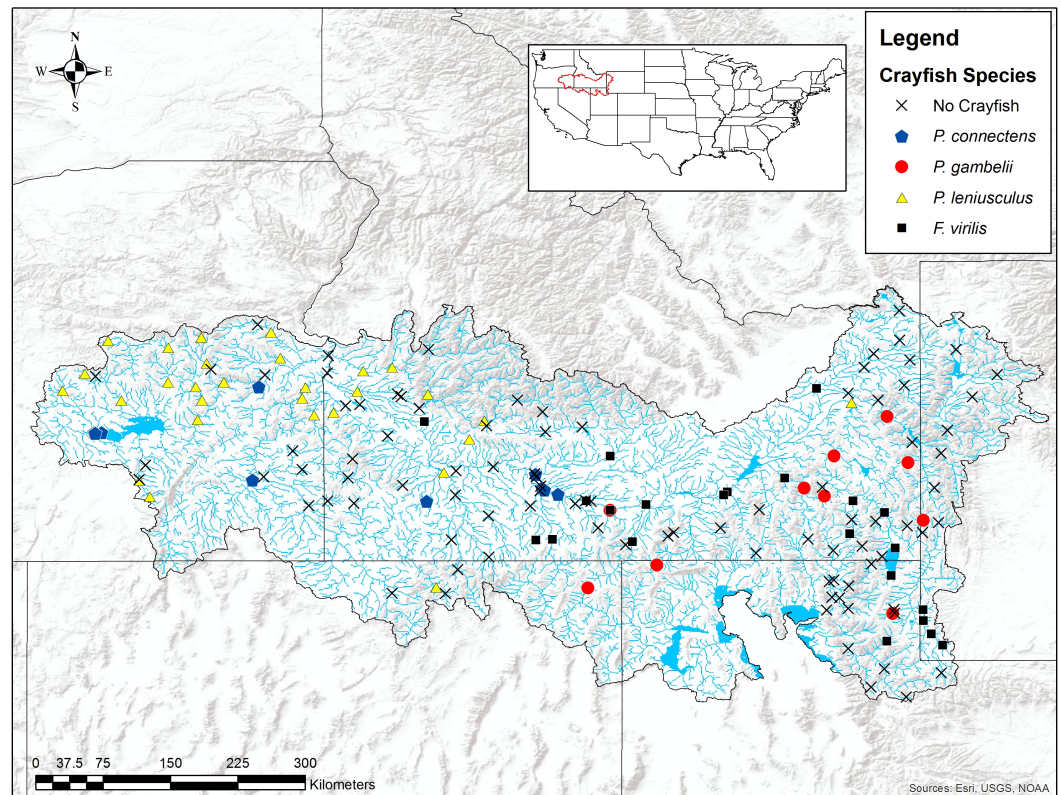 N
W E
S
Legend
Crayfish Species
No Crayfish
P. connectens
P. gambelii
P. leniusculus
F. virilis
0 37.5 75 150 225 300
Kilometers
Sources: Esri, USGS, NOAA